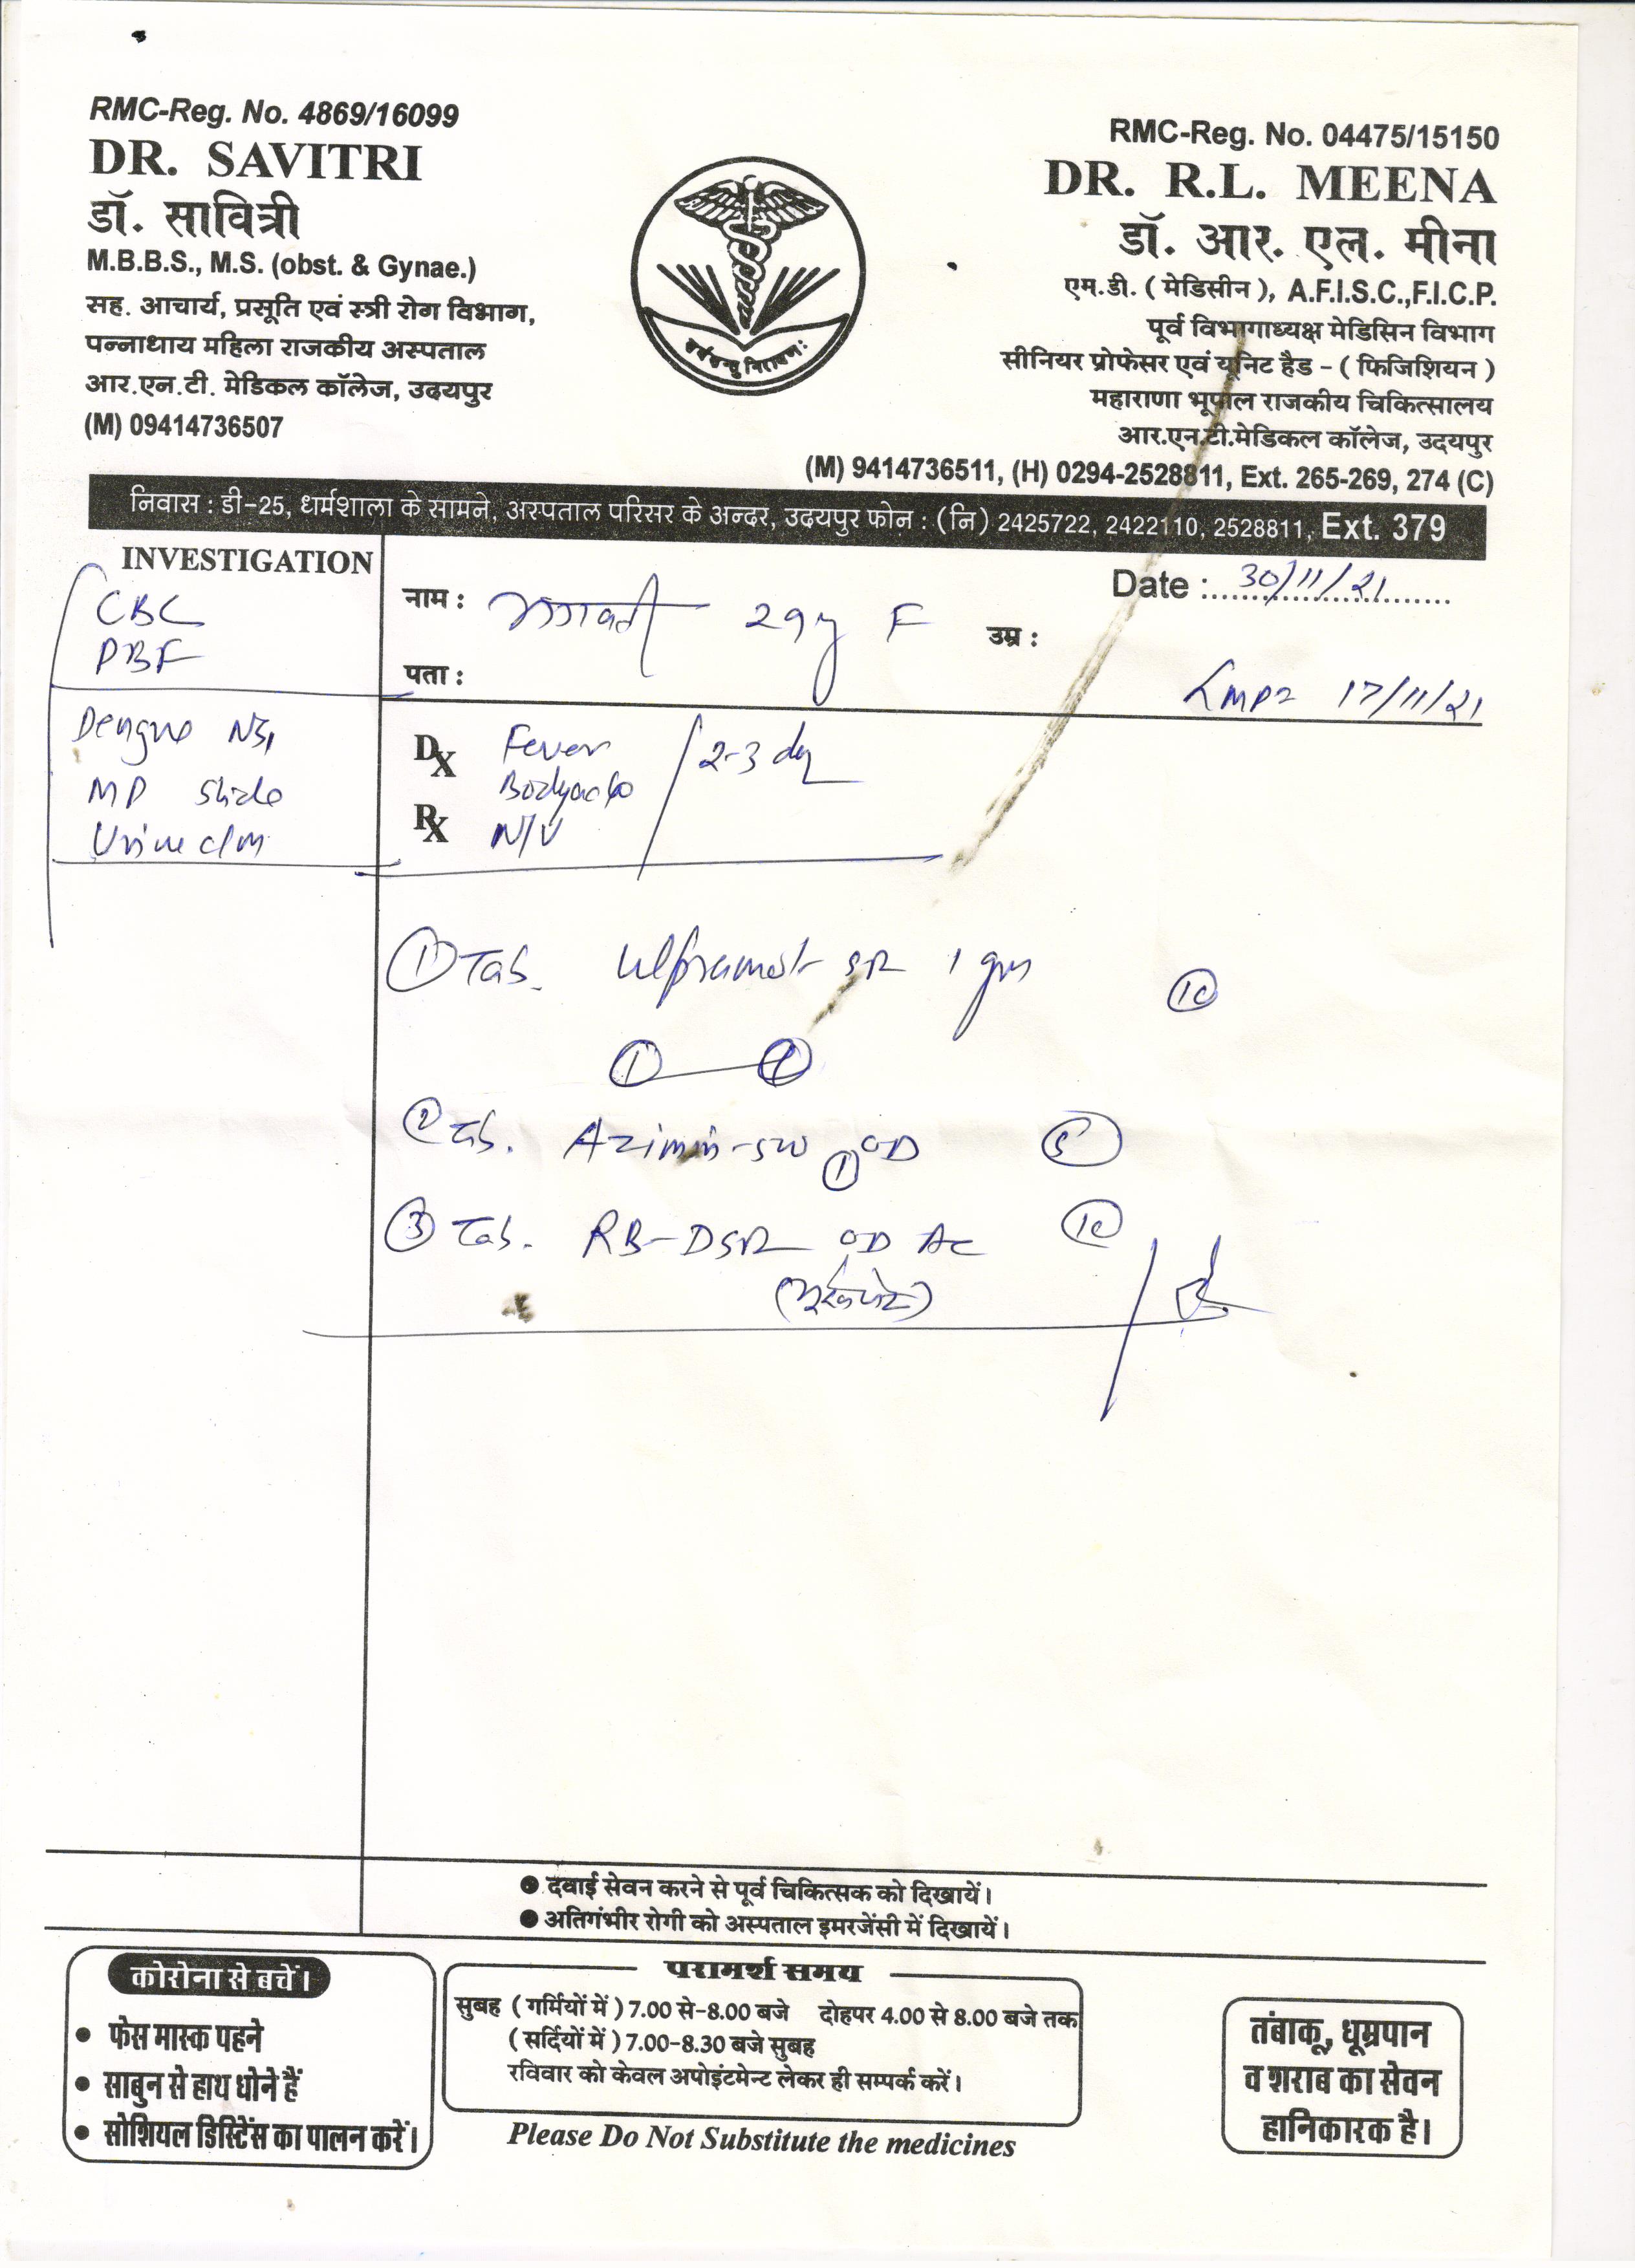 RMC-Reg. No. 4869/16099
DR. SAVITRI
डॉ. सावित्री
M.B.B.S., M.S. (obst. & Gynae.)
सह. आचार्य, प्रसूति एवं स्त्री रोग विभाग,
पन्नाधाय महिला राजकीय अस्पताल
आर.एन.टी. मेडिकल कॉलेज, उदयपुर
(M) 09414736507
RMC-Reg. No. 04475/15150
DR. R.L. MEENA
डॉ. आर. एल. मीना
एम.डी. ( मेडिसीन ), A.F.I.S.C.,F.I.C.P.
पूर्व विभागाध्यक्ष मेडिसिन विभाग
सीनियर प्रोफेसर एवं यूनिट हैड - ( फिजिशियन )
महाराणा भूपाल राजकीय चिकित्सालय
आर.एन.टी.मेडिकल कॉलेज, उदयपुर
(M) 9414736511, (H) 0294-2528811, Ext. 265-269, 274 (C)
निवास : डी-25, धर्मशाला के सामने, अस्पताल परिसर के अन्दर, उदयपुर फोन : (नि) 2425722, 2422110, 2528811, Ext. 379
INVESTIGATION
CBC
PBF
Dengue NS1
MP Slide
Urine c/m
Date : 30/11/21
नाम : 29y F उम्र :
पता :
LMP= 17/11/21
Dx Fever 2-3 day
Bodyache
Rx N/V
① Tab. SR 1 gm 10
① ①
② Tab. OD ① 5
③ Tab. RB-DSR OD AC 10
● दवाई सेवन करने से पूर्व चिकित्सक को दिखायें।
● अतिगंभीर रोगी को अस्पताल इमरजेंसी में दिखायें।
कोरोना से बचें।
• फेस मास्क पहने
• साबुन से हाथ धोने हैं
• सोशियल डिस्टिेंस का पालन करें।
परामर्श समय
सुबह ( गर्मियों में ) 7.00 से-8.00 बजे दोहपर 4.00 से 8.00 बजे तक
( सर्दियों में ) 7.00-8.30 बजे सुबह
रविवार को केवल अपोइंटमेन्ट लेकर ही सम्पर्क करें।
Please Do Not Substitute the medicines
तंबाकू, धूम्रपान
व शराब का सेवन
हानिकारक है।